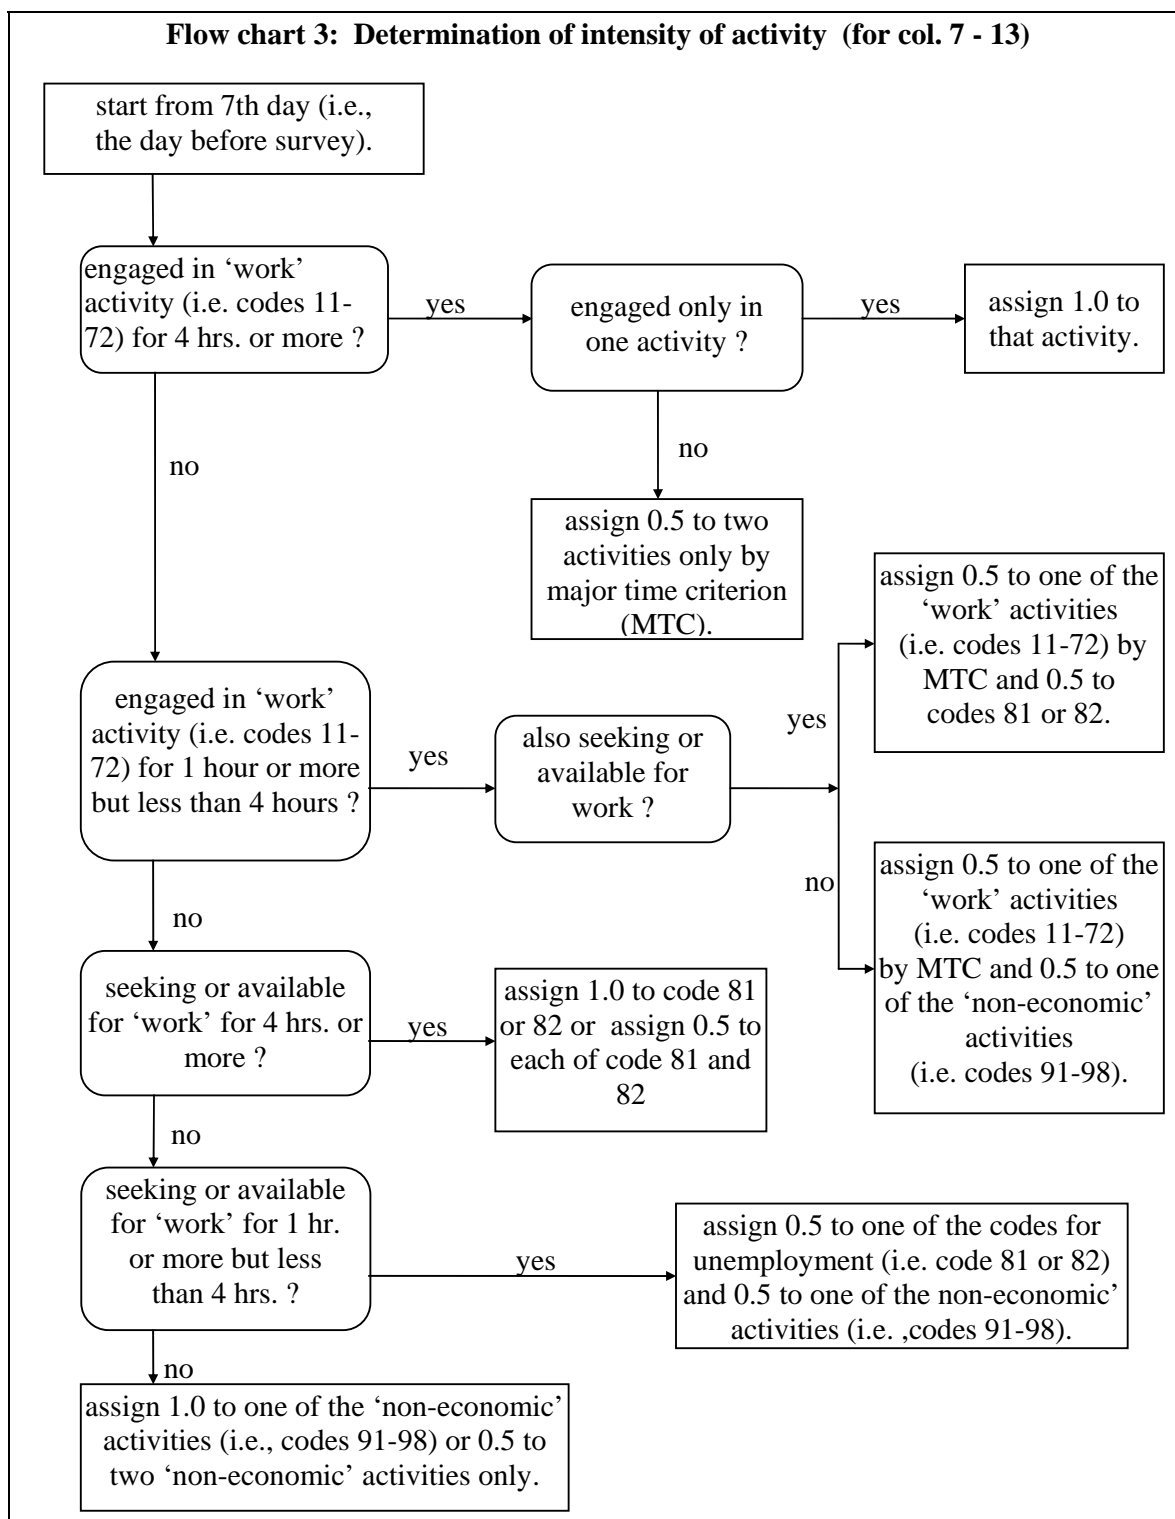 Flow chart 3:  Determination of intensity of activity  (for col. 7 - 13)
start from 7th day (i.e.,
the day before survey).
engaged in ‘work’
activity (i.e. codes 11-
72) for 4 hrs. or more ?
yes
engaged only in
one activity ?
yes
assign 1.0 to
that activity.
no
no
assign 0.5 to two
activities only by
major time criterion
(MTC).
engaged in ‘work’
activity (i.e. codes 11-
72) for 1 hour or more
but less than 4 hours ?
yes
also seeking or
available for
work ?
yes
assign 0.5 to one of the
‘work’ activities
(i.e. codes 11-72) by
MTC and 0.5 to
codes 81 or 82.
no
assign 0.5 to one of the
‘work’ activities
(i.e. codes 11-72)
by MTC and 0.5 to one
of the ‘non-economic’
activities
(i.e. codes 91-98).
no
seeking or available
for ‘work’ for 4 hrs. or
more ?
yes
assign 1.0 to code 81
or 82 or  assign 0.5 to
each of code 81 and
82
no
seeking or available
for ‘work’ for 1 hr.
or more but less
than 4 hrs. ?
yes
assign 0.5 to one of the codes for
unemployment (i.e. code 81 or 82)
and 0.5 to one of the non-economic’
activities (i.e. ,codes 91-98).
no
assign 1.0 to one of the ‘non-economic’
activities (i.e., codes 91-98) or 0.5 to
two ‘non-economic’ activities only.